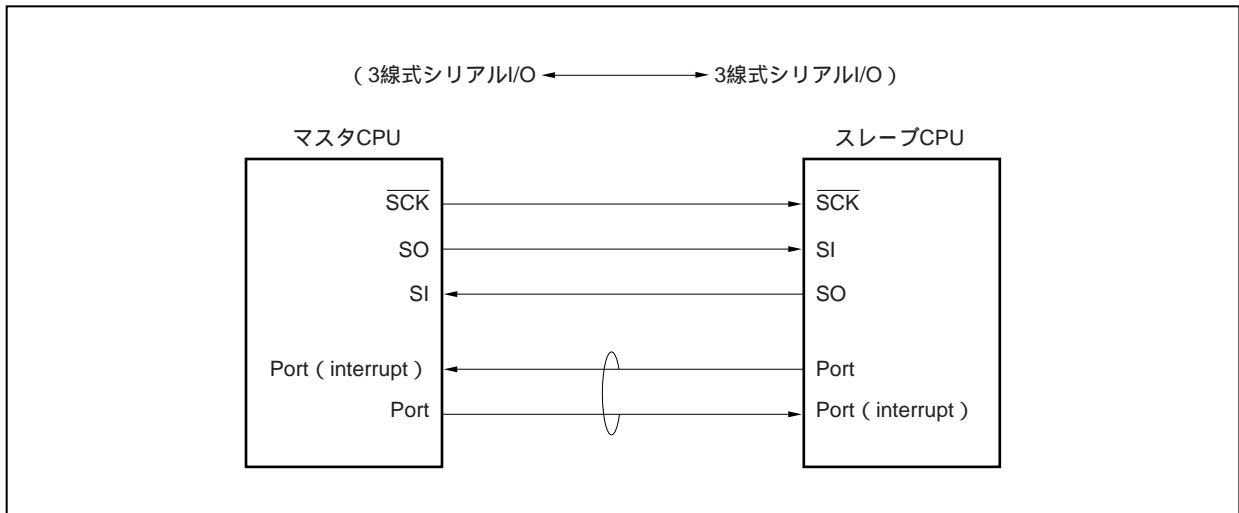 （3線式シリアルI/O ←→ 3線式シリアルI/O）
マスタCPU
スレーブCPU
S̅C̅K̅
S̅C̅K̅
SO
SI
SI
SO
Port（interrupt）
Port
Port
Port（interrupt）